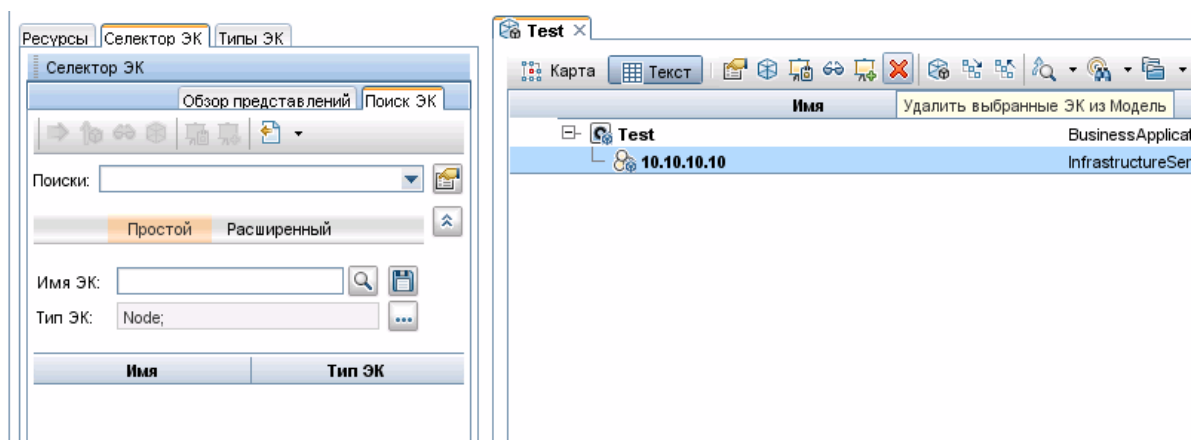 Ресурсы Селектор ЭК Типы ЭК
Селектор ЭК
Обзор представлений Поиск ЭК
Поиски:
Простой Расширенный
Имя ЭК:
Тип ЭК: Node;
Имя Тип ЭК
Test
Карта Текст
Имя Удалить выбранные ЭК из Модель
Test BusinessApplicat
10.10.10.10 InfrastructureSer